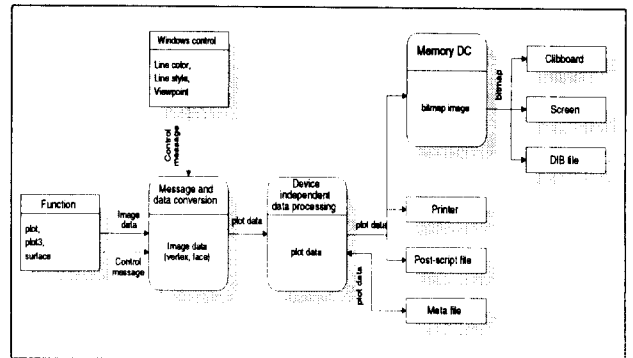 Windows control
Line color,
Line style,
Viewpoint
Control
message
Function
plot,
plot3,
surface
Image
data
Control
message
Message and
data conversion
Image data
(vertex, face)
plot data
Device
independent
data processing
plot data
plot data
plot data
Memory DC
bitmap image
bitmap
Clibboard
Screen
DIB file
Printer
Post-script file
Meta file